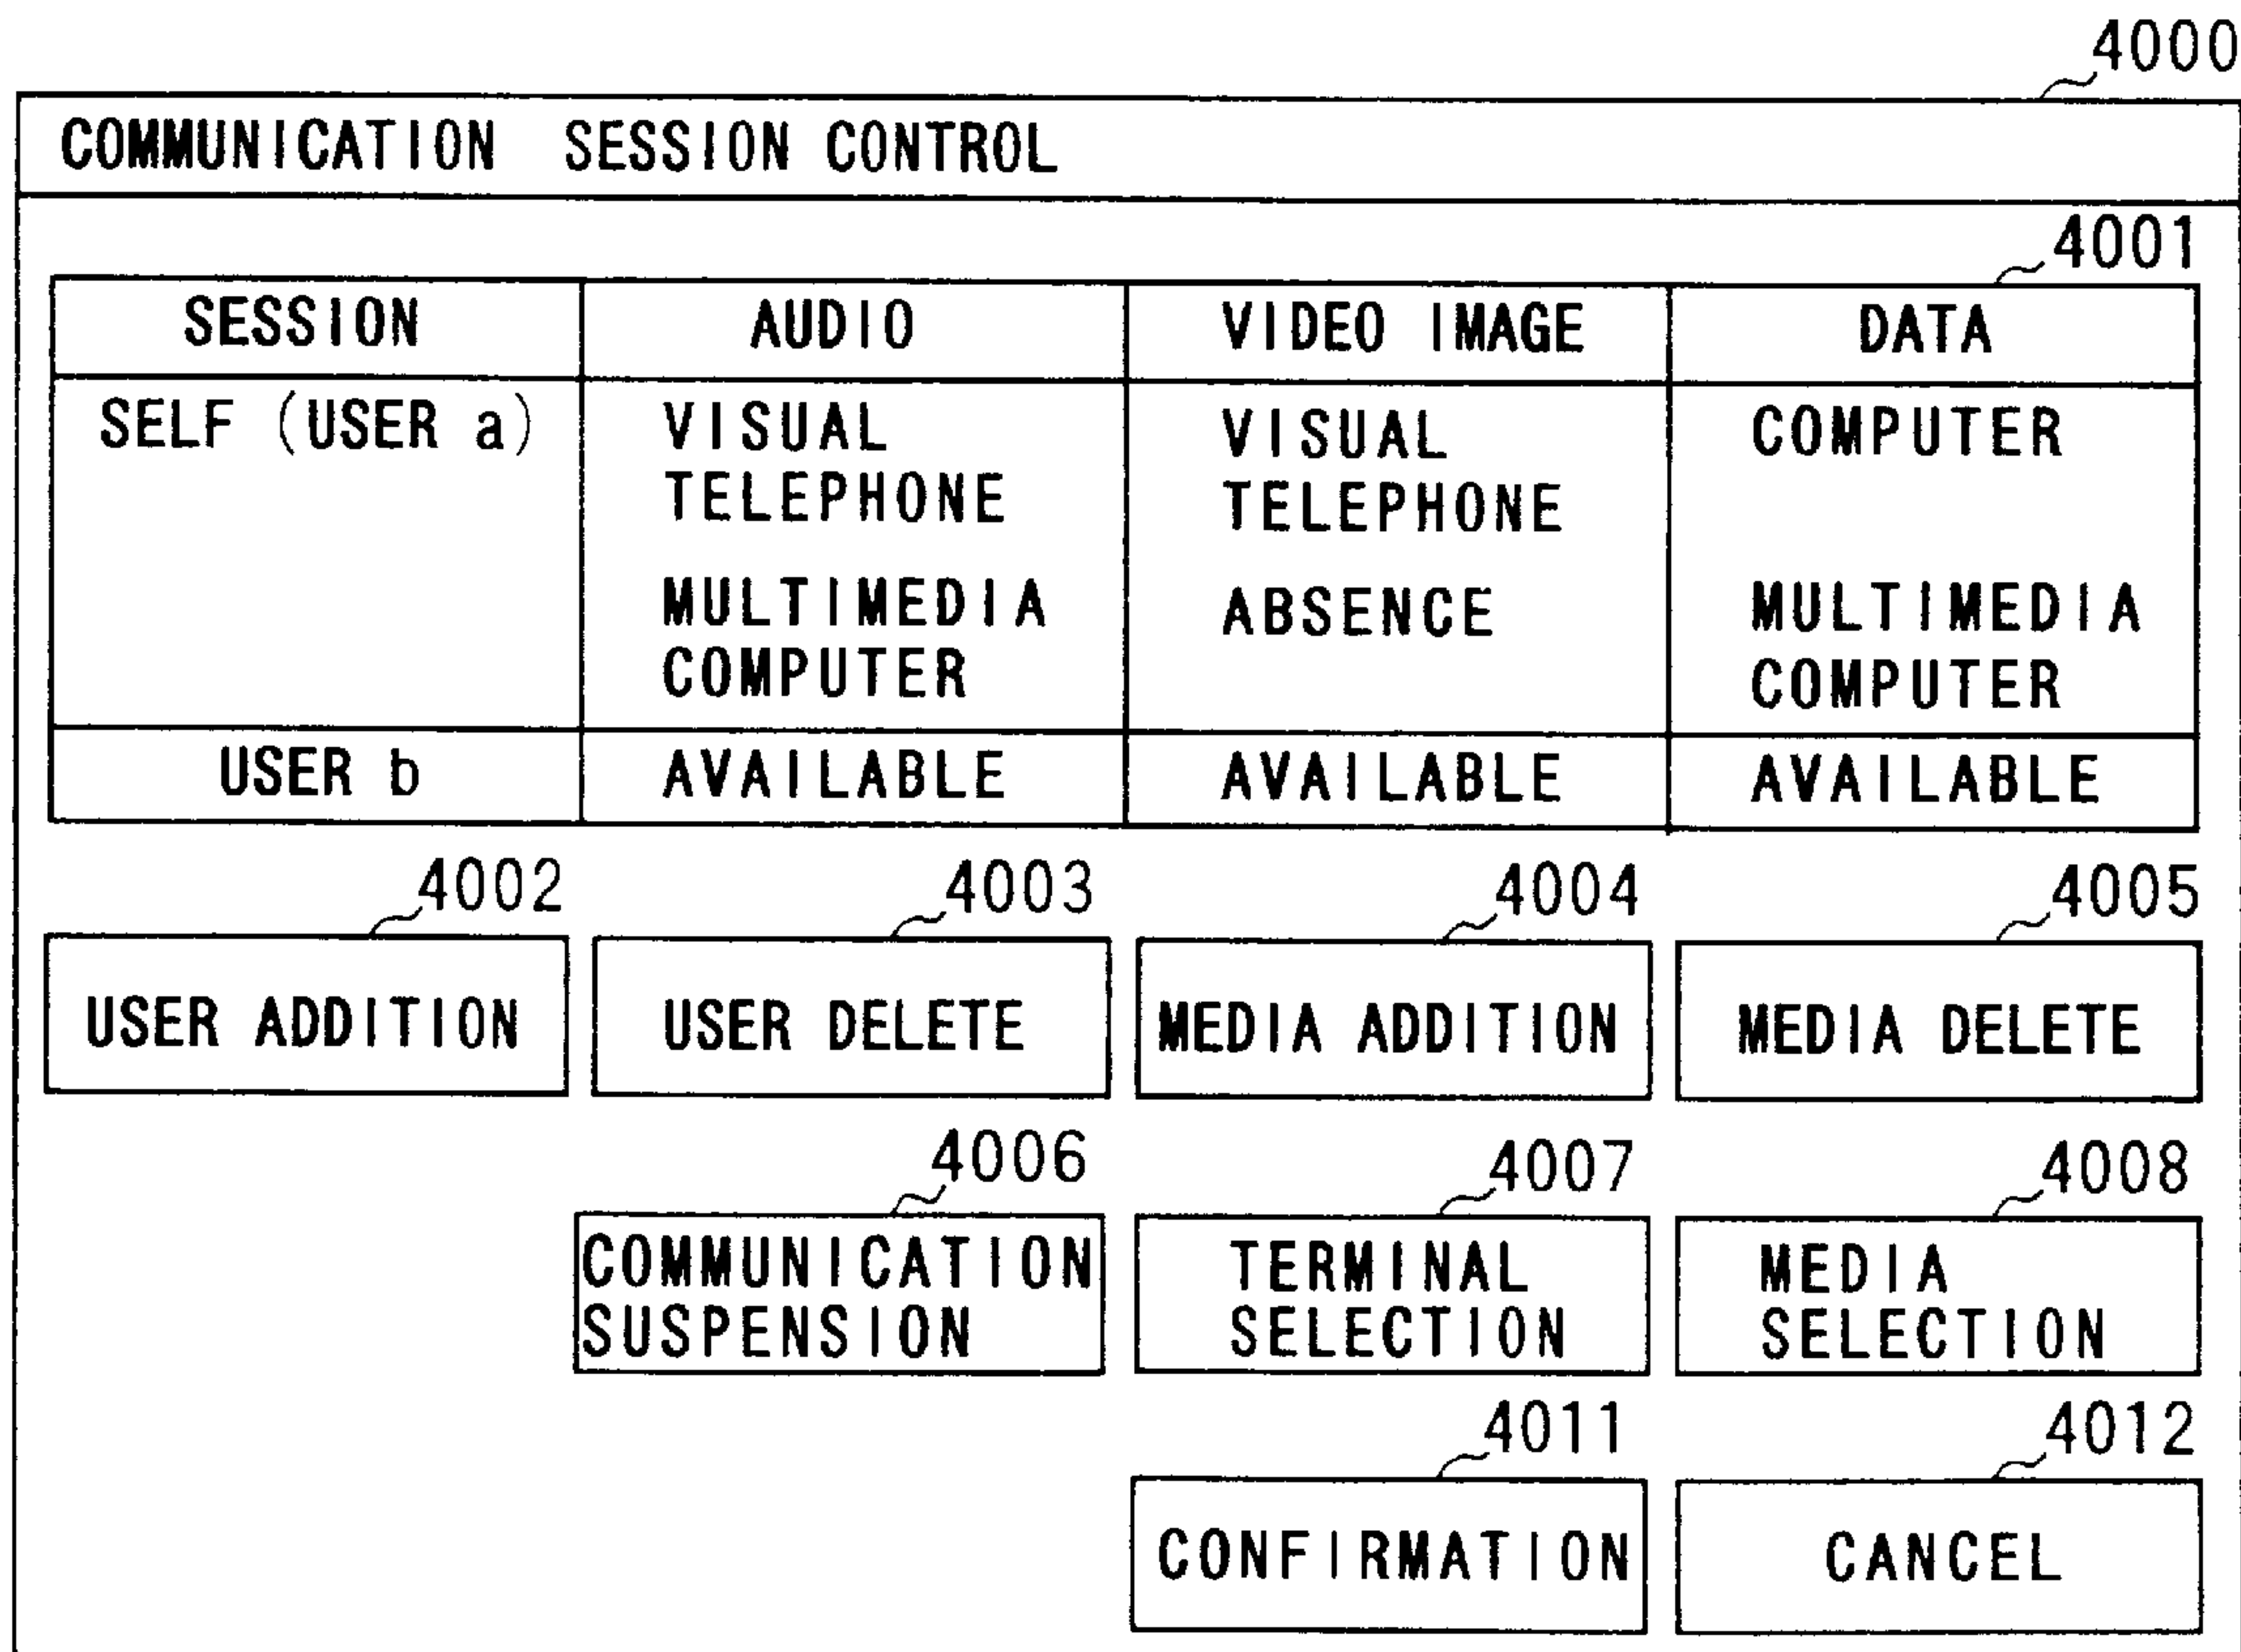 4000
COMMUNICATION SESSION CONTROL
4001
SESSION AUDIO VIDEO IMAGE DATA
SELF (USER a) VISUAL VISUAL COMPUTER
TELEPHONE TELEPHONE
MULTIMEDIA ABSENCE MULTIMEDIA
COMPUTER COMPUTER
USER b AVAILABLE AVAILABLE AVAILABLE
4002 4003 4004 4005
USER ADDITION USER DELETE MEDIA ADDITION MEDIA DELETE
4006 4007 4008
COMMUNICATION TERMINAL MEDIA
SUSPENSION SELECTION SELECTION
4011 4012
CONFIRMATION CANCEL